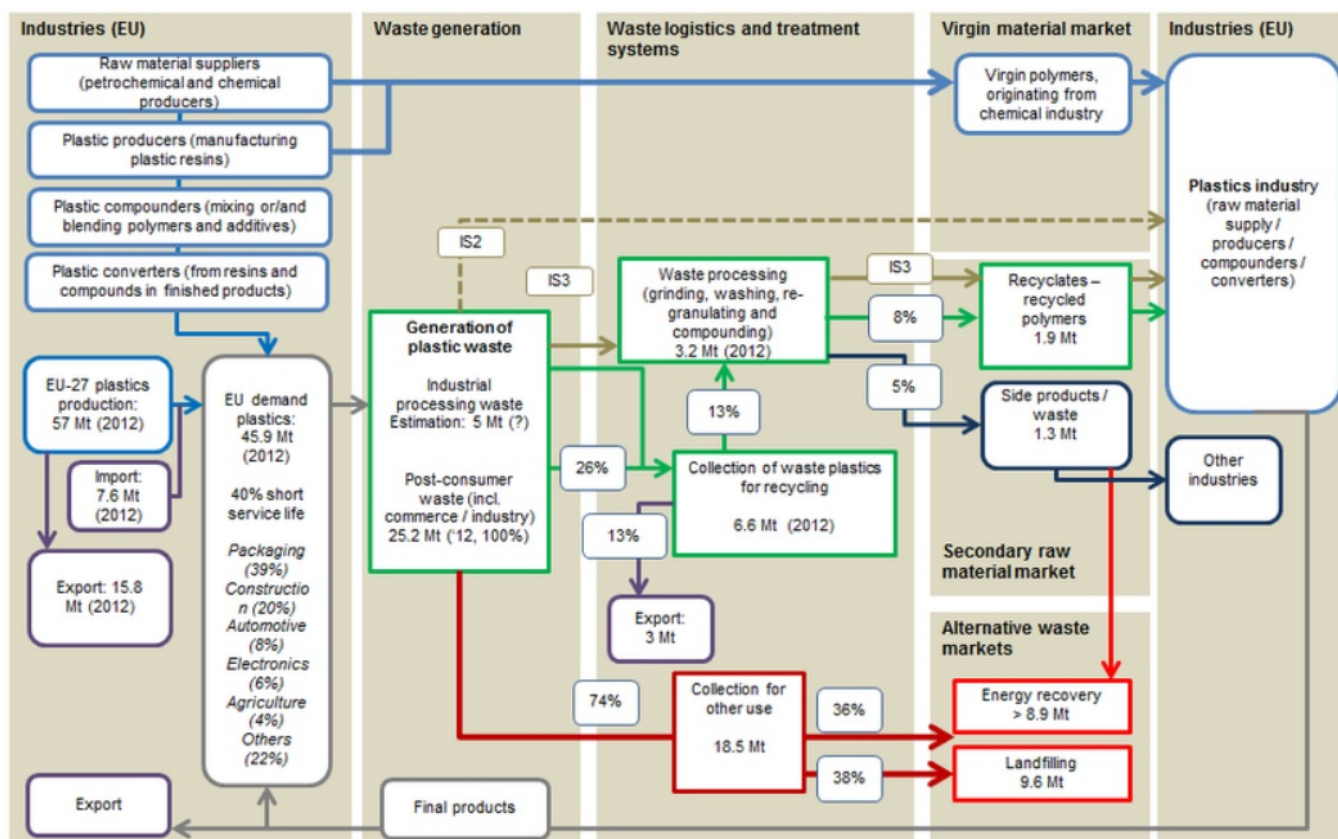 Industries (EU)
Waste generation
Waste logistics and treatment
systems
Virgin material market
Industries (EU)
Raw material suppliers
(petrochemical and chemical
producers)
Plastic producers (manufacturing
plastic resins)
Plastic compounders (mixing or/and
blending polymers and additives)
Plastic converters (from resins and
compounds in finished products)
EU-27 plastics
production:
57 Mt (2012)
Import:
7.6 Mt
(2012)
Export: 15.8
Mt (2012)
EU demand
plastics:
45.9 Mt
(2012)
40% short
service life
Packaging
(39%)
Constructio
n (20%)
Automotive
(8%)
Electronics
(6%)
Agriculture
(4%)
Others
(22%)
Export
Final products
IS2
IS3
Generation of
plastic waste
Industrial
processing waste
Estimation: 5 Mt (?)
Post-consumer
waste (incl.
commerce / industry)
25.2 Mt ('12, 100%)
26%
74%
Waste processing
(grinding, washing, re-
granulating and
compounding)
3.2 Mt (2012)
13%
Collection of waste plastics
for recycling
6.6 Mt (2012)
13%
Export:
3 Mt
Collection for
other use
18.5 Mt
36%
38%
IS3
8%
5%
Virgin polymers,
originating from
chemical industry
Recyclates –
recycled
polymers
1.9 Mt
Side products /
waste
1.3 Mt
Secondary raw
material market
Alternative waste
markets
Energy recovery
> 8.9 Mt
Landfilling
9.6 Mt
Plastics industry
(raw material
supply /
producers /
compounders /
converters)
Other
industries